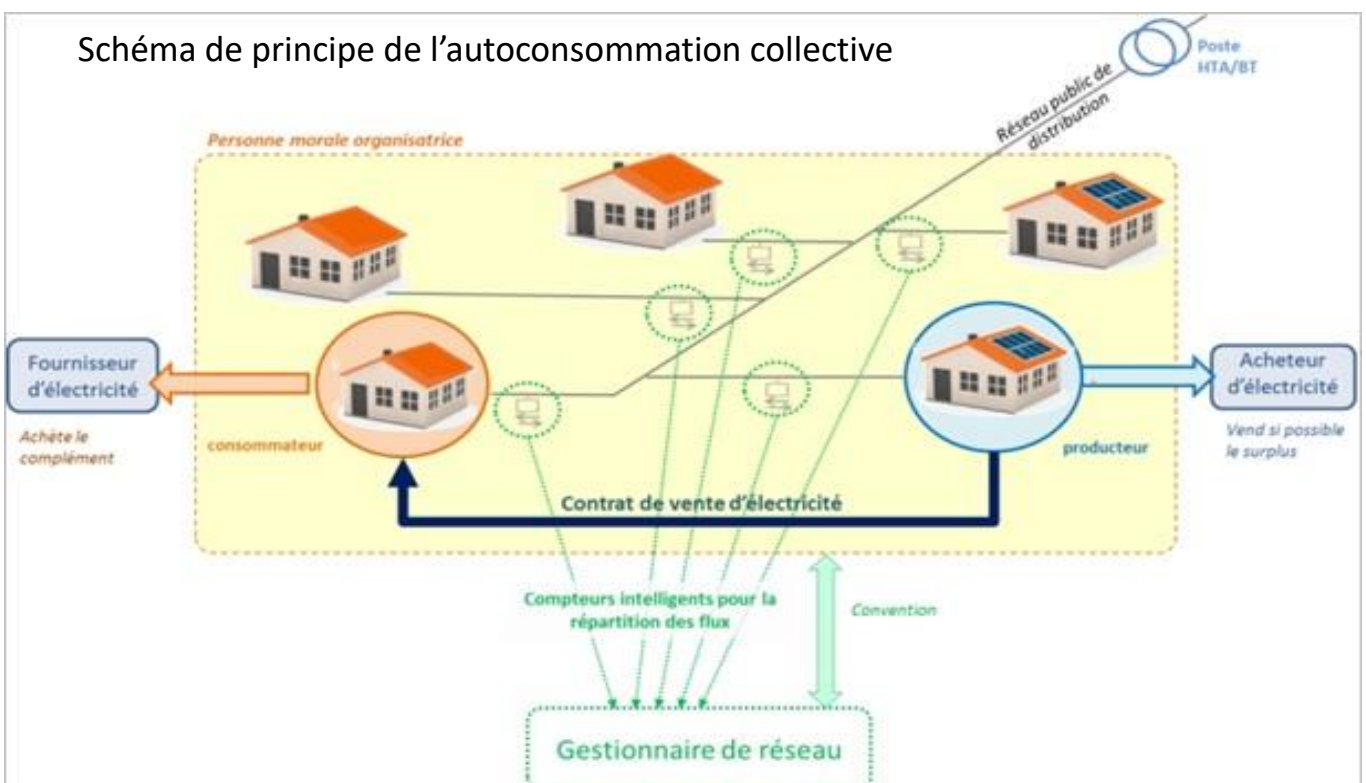 Schéma de principe de l’autoconsommation collective
Poste
HTA/BT
Réseau public de
distribution
Personne morale organisatrice
Fournisseur
d'électricité
Achète le
complément
consommateur
producteur
Acheteur
d'électricité
Vend si possible
le surplus
Contrat de vente d'électricité
Compteurs intelligents pour la
répartition des flux
Convention
Gestionnaire de réseau